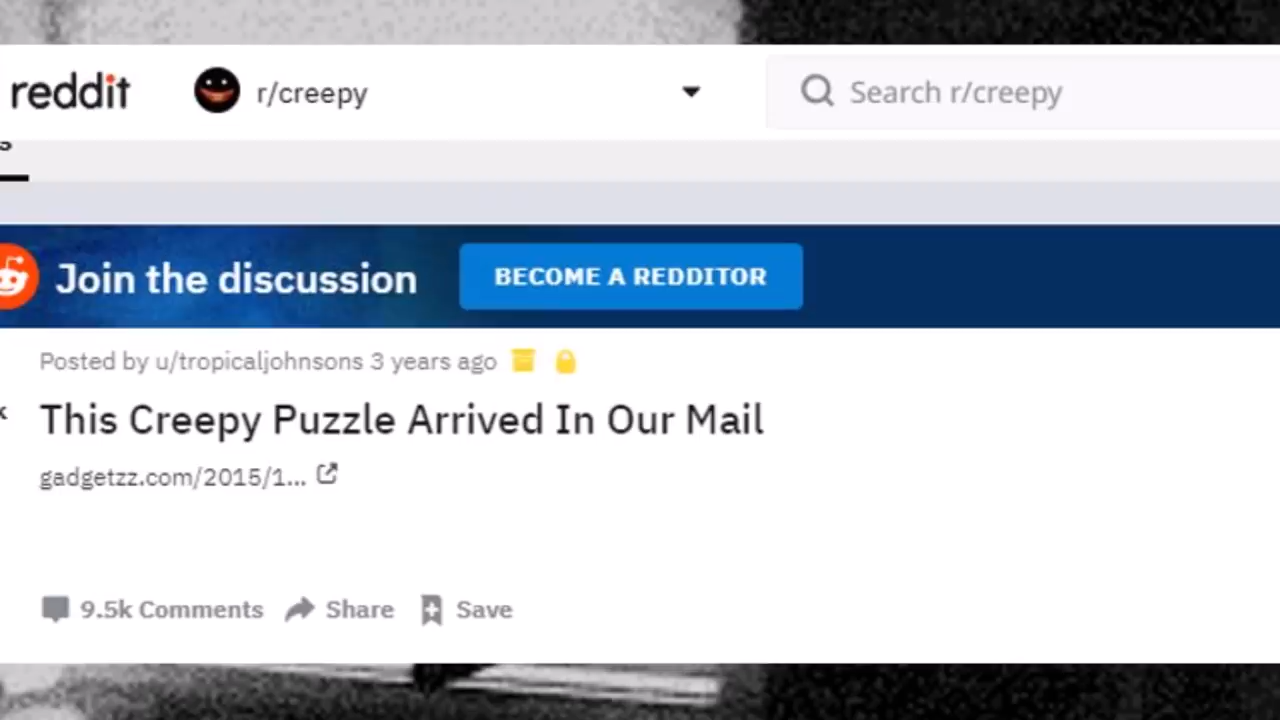 reddit r/creepy Search r/creepy
s
Join the discussion BECOME A REDDITOR
Posted by u/tropicaljohnsons 3 years ago
k This Creepy Puzzle Arrived In Our Mail
gadgetzz.com/2015/1...
9.5k Comments Share Save